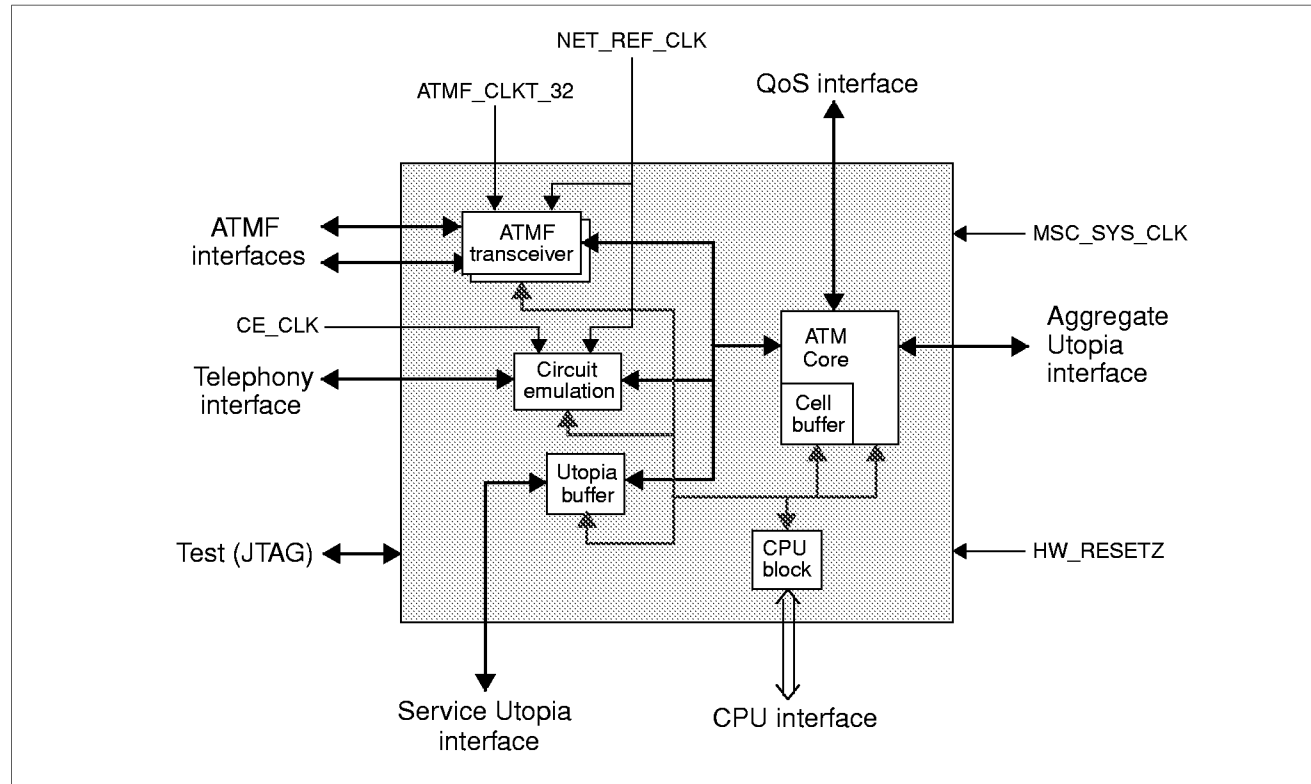 NET_REF_CLK
ATMF_CLKT_32
QoS interface
ATMF
interfaces
ATMF
transceiver
MSC_SYS_CLK
CE_CLK
ATM
Core
Aggregate
Utopia
interface
Telephony
interface
Circuit
emulation
Cell
buffer
Utopia
buffer
Test (JTAG)
CPU
block
HW_RESETZ
Service Utopia
interface
CPU interface